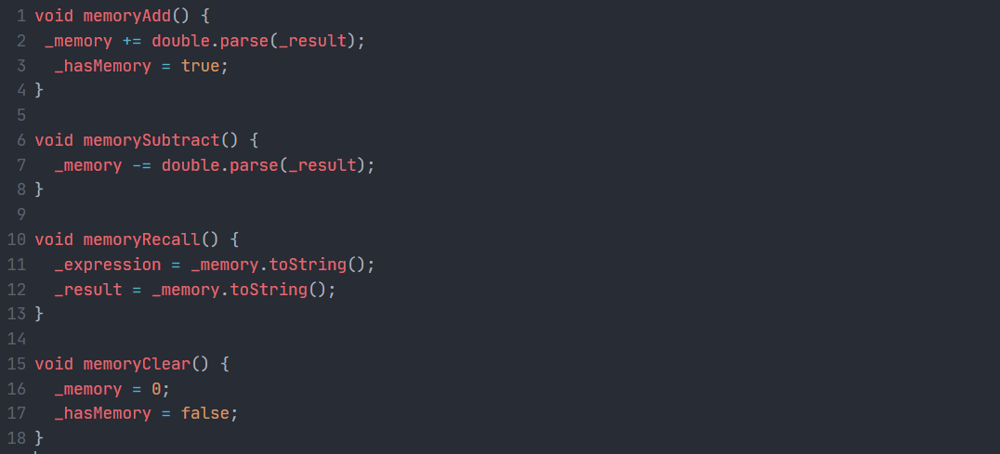 1 void memoryAdd() {
2  _memory += double.parse(_result);
3   _hasMemory = true;
4 }
5
6 void memorySubtract() {
7   _memory -= double.parse(_result);
8 }
9
10 void memoryRecall() {
11   _expression = _memory.toString();
12   _result = _memory.toString();
13 }
14
15 void memoryClear() {
16   _memory = 0;
17   _hasMemory = false;
18 }